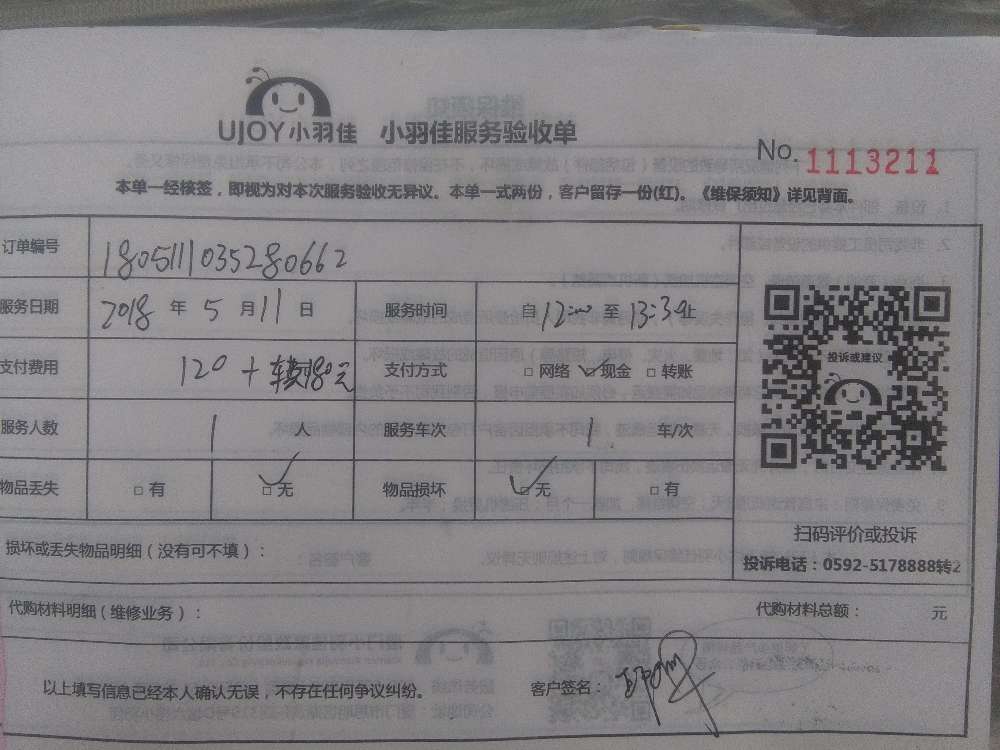 UJOY小羽佳 小羽佳服务验收单
No. 1113211
本单一经核签，即视为对本次服务验收无异议。本单一式两份，客户留存一份(红)。《维保须知》详见背面。
订单编号 1805111035280662
服务日期 2018 年 5 月 11 日 服务时间 自 12:00 至 13:30 止
支付费用 120 + 180元 支付方式 □ 网络 □ 现金 □ 转账
服务人数 1 人 服务车次 1 车/次
物品丢失 □ 有 □ 无 物品损坏 □ 无 □ 有
投诉或建议
扫码评价或投诉
投诉电话：0592-5178888转2
损坏或丢失物品明细（没有可不填）：
代购材料明细（维修业务）： 代购材料总额： 元
以上填写信息已经本人确认无误，不存在任何争议纠纷。 客户签名：